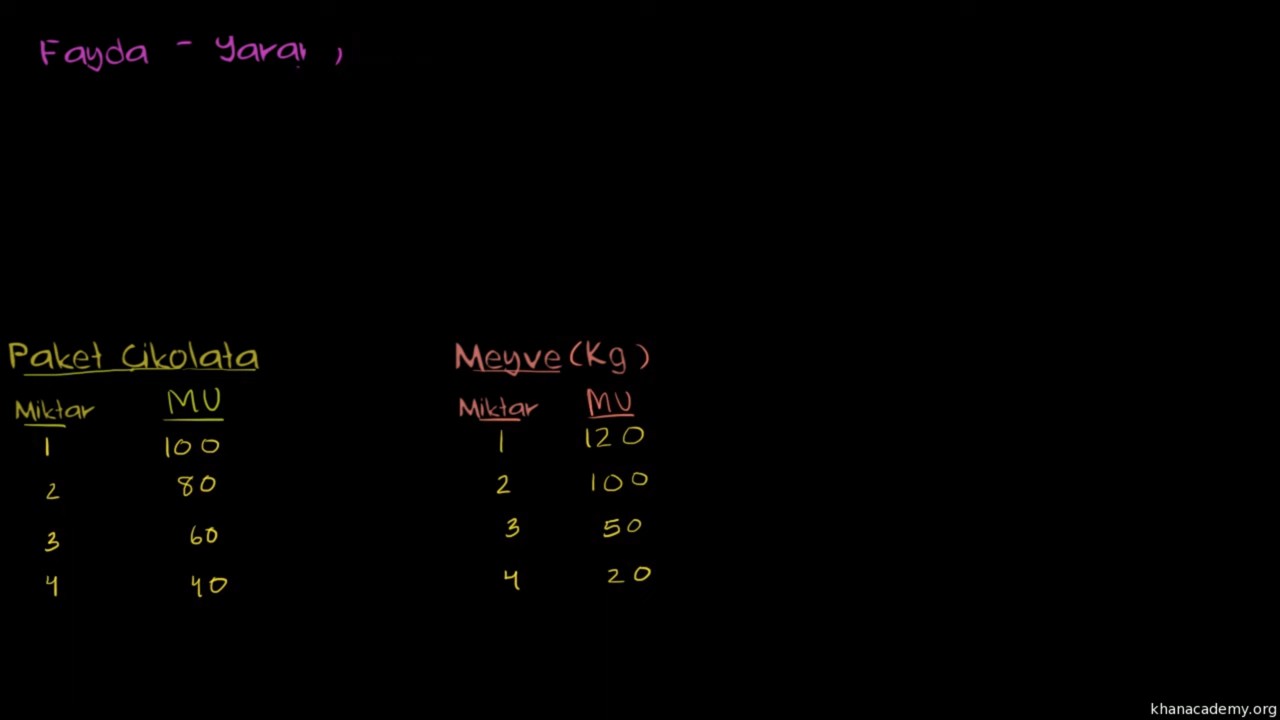 Fayda - Yarar,
Paket Cikolata
Miktar MU
1 100
2 80
3 60
4 40
Meyve (Kg)
Miktar MU
1 120
2 100
3 50
4 20
khanacademy.org